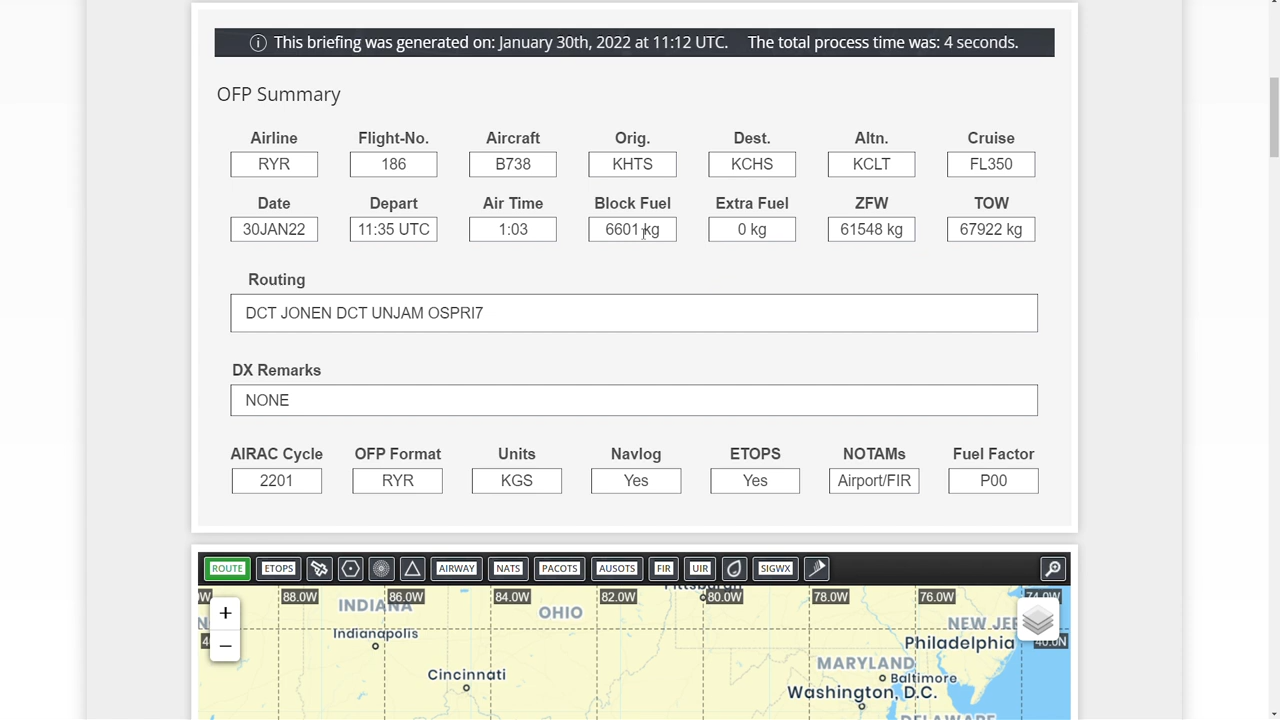 This briefing was generated on: January 30th, 2022 at 11:12 UTC. The total process time was: 4 seconds.
OFP Summary
Airline Flight-No. Aircraft Orig. Dest. Altn. Cruise
RYR 186 B738 KHTS KCHS KCLT FL350
Date Depart Air Time Block Fuel Extra Fuel ZFW TOW
30JAN22 11:35 UTC 1:03 6601 kg 0 kg 61548 kg 67922 kg
Routing
DCT JONEN DCT UNJAM OSPRI7
DX Remarks
NONE
AIRAC Cycle OFP Format Units Navlog ETOPS NOTAMs Fuel Factor
2201 RYR KGS Yes Yes Airport/FIR P00
ROUTE ETOPS AIRWAY NATS PACOTS AUSOTS FIR UIR SIGWX
88.0W 86.0W 84.0W 82.0W 80.0W 78.0W 76.0W 74.0W
+
INDIANA OHIO
Indianapolis
Philadelphia 40.0N
−
MARYLAND
Cincinnati Baltimore
Washington, D.C.
DELAWARE